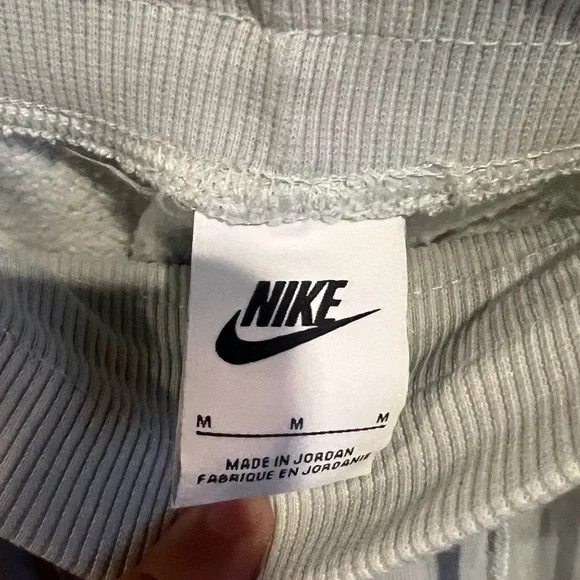 NIKE
M M M
MADE IN JORDAN
FABRIQUE EN JORDANIE